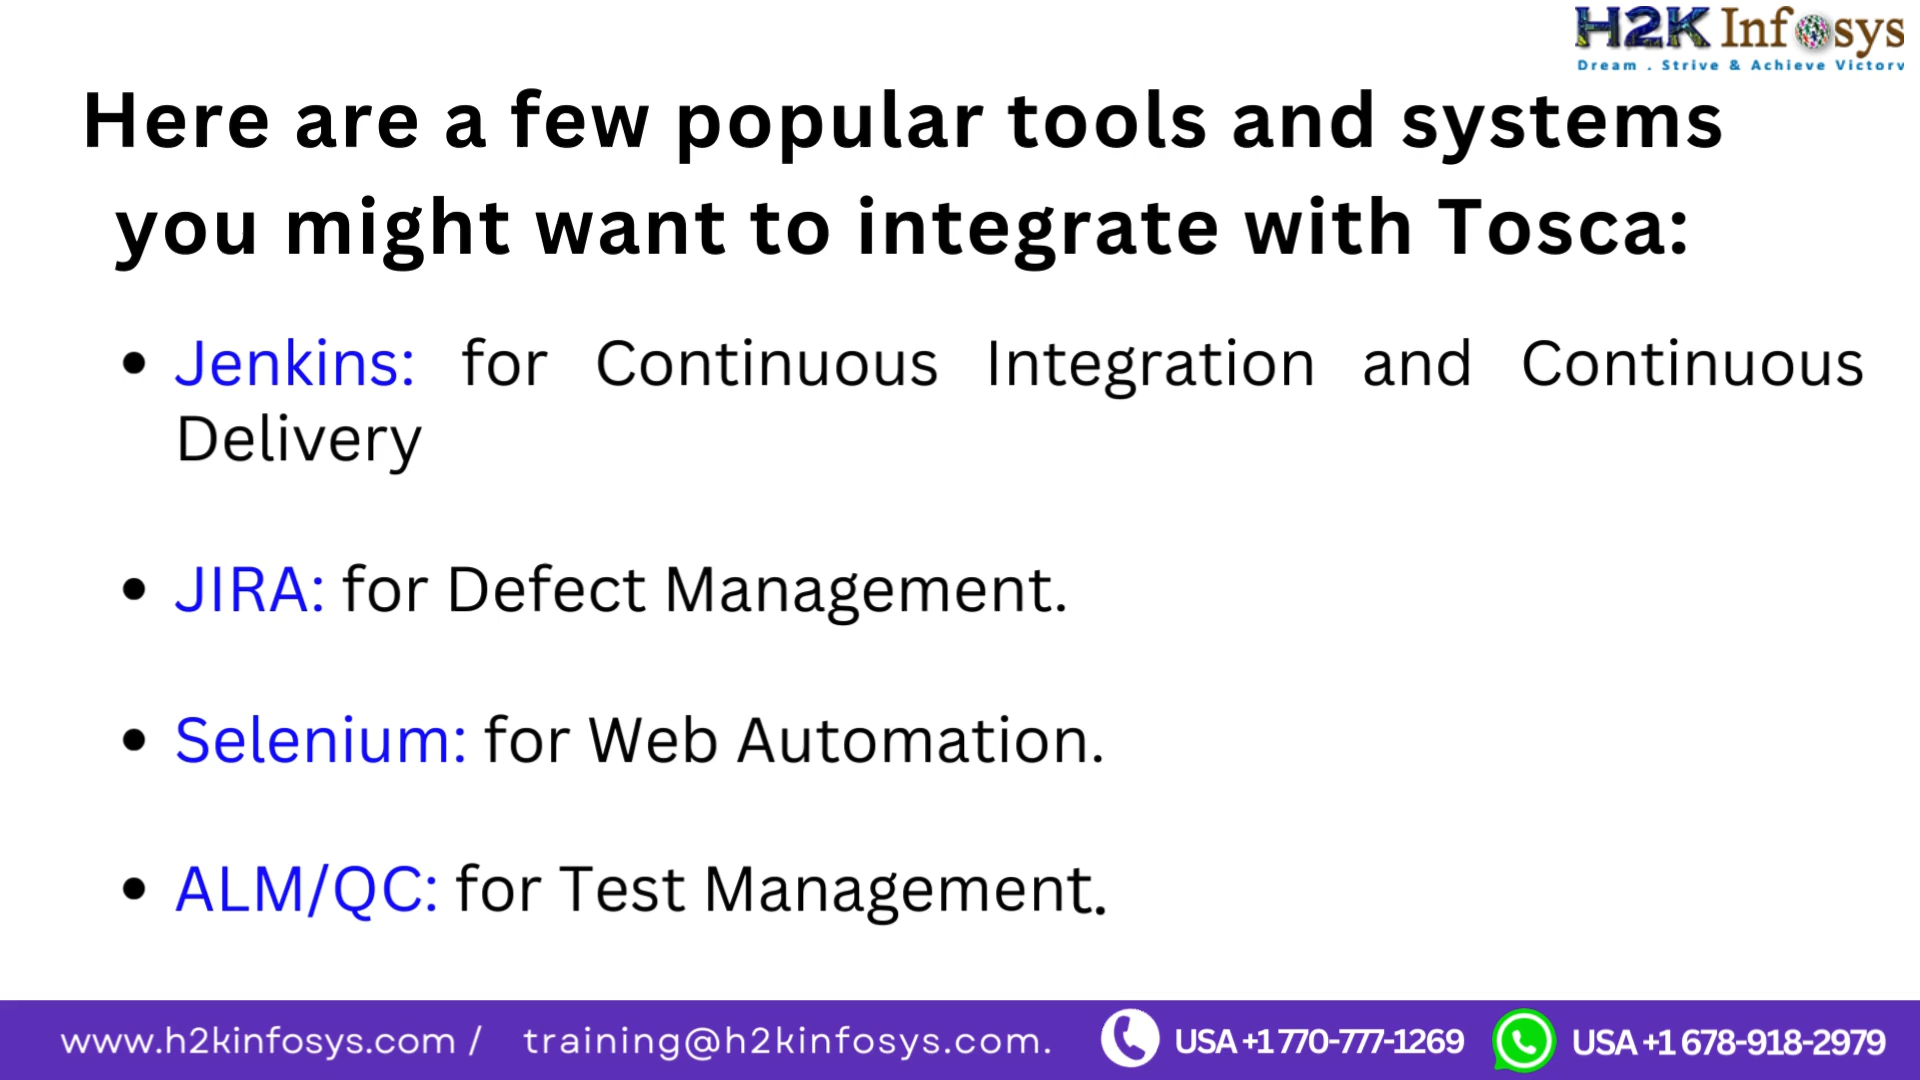 H2K Infosys
Dream . Strive & Achieve Victory
Here are a few popular tools and systems
you might want to integrate with Tosca:
• Jenkins: for Continuous Integration and Continuous
Delivery
• JIRA: for Defect Management.
• Selenium: for Web Automation.
• ALM/QC: for Test Management.
www.h2kinfosys.com / training@h2kinfosys.com. USA +1 770-777-1269 USA +1 678-918-2979